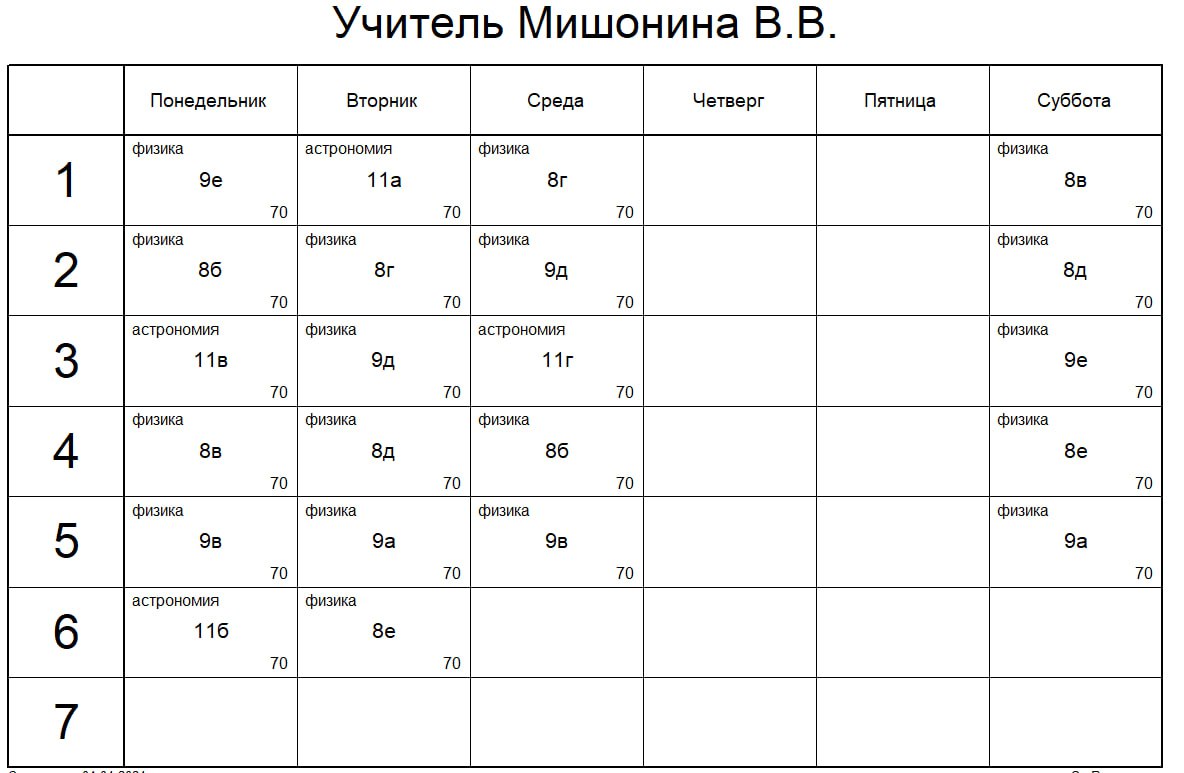 Учитель Мишонина В.В.
Понедельник Вторник Среда Четверг Пятница Суббота
1
физика астрономия физика физика
9е 11а 8г 8в
70 70 70 70
2
физика физика физика физика
8б 8г 9д 8д
70 70 70 70
3
астрономия физика астрономия физика
11в 9д 11г 9е
70 70 70 70
4
физика физика физика физика
8в 8д 8б 8е
70 70 70 70
5
физика физика физика физика
9в 9а 9в 9а
70 70 70 70
6
астрономия физика
11б 8е
70 70
7